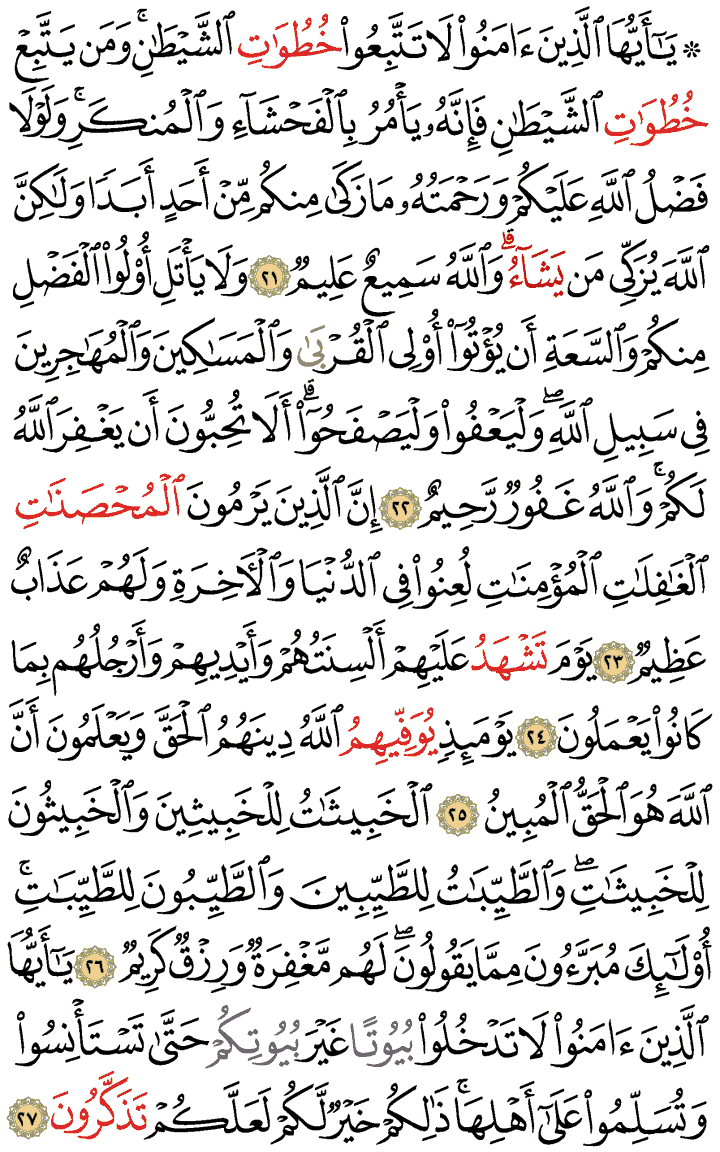 ۞ يَـٰٓأَيُّهَا ٱلَّذِينَ ءَامَنُوا۟ لَا تَتَّبِعُوا۟ خُطُوَٰتِ ٱلشَّيْطَـٰنِ ۚ وَمَن يَتَّبِعْ
خُطُوَٰتِ ٱلشَّيْطَـٰنِ فَإِنَّهُۥ يَأْمُرُ بِٱلْفَحْشَآءِ وَٱلْمُنكَرِ ۚ وَلَوْلَا
فَضْلُ ٱللَّهِ عَلَيْكُمْ وَرَحْمَتُهُۥ مَا زَكَىٰ مِنكُم مِّنْ أَحَدٍ أَبَدًا وَلَـٰكِنَّ
ٱللَّهَ يُزَكِّى مَن يَشَآءُ ۗ وَٱللَّهُ سَمِيعٌ عَلِيمٌ ٢١ وَلَا يَأْتَلِ أُو۟لُوا۟ ٱلْفَضْلِ
مِنكُمْ وَٱلسَّعَةِ أَن يُؤْتُوٓا۟ أُو۟لِى ٱلْقُرْبَىٰ وَٱلْمَسَـٰكِينَ وَٱلْمُهَـٰجِرِينَ
فِى سَبِيلِ ٱللَّهِ ۖ وَلْيَعْفُوا۟ وَلْيَصْفَحُوٓا۟ ۗ أَلَا تُحِبُّونَ أَن يَغْفِرَ ٱللَّهُ
لَكُمْ ۚ وَٱللَّهُ غَفُورٌ رَّحِيمٌ ٢٢ إِنَّ ٱلَّذِينَ يَرْمُونَ ٱلْمُحْصَنَـٰتِ
ٱلْغَـٰفِلَـٰتِ ٱلْمُؤْمِنَـٰتِ لُعِنُوا۟ فِى ٱلدُّنْيَا وَٱلْـَٔاخِرَةِ وَلَهُمْ عَذَابٌ
عَظِيمٌ ٢٣ يَوْمَ تَشْهَدُ عَلَيْهِمْ أَلْسِنَتُهُمْ وَأَيْدِيهِمْ وَأَرْجُلُهُم بِمَا
كَانُوا۟ يَعْمَلُونَ ٢٤ يَوْمَئِذٍ يُوَفِّيهِمُ ٱللَّهُ دِينَهُمُ ٱلْحَقَّ وَيَعْلَمُونَ أَنَّ
ٱللَّهَ هُوَ ٱلْحَقُّ ٱلْمُبِينُ ٢٥ ٱلْخَبِيثَـٰتُ لِلْخَبِيثِينَ وَٱلْخَبِيثُونَ
لِلْخَبِيثَـٰتِ ۖ وَٱلطَّيِّبَـٰتُ لِلطَّيِّبِينَ وَٱلطَّيِّبُونَ لِلطَّيِّبَـٰتِ ۚ
أُو۟لَـٰٓئِكَ مُبَرَّءُونَ مِمَّا يَقُولُونَ ۖ لَهُم مَّغْفِرَةٌ وَرِزْقٌ كَرِيمٌ ٢٦ يَـٰٓأَيُّهَا
ٱلَّذِينَ ءَامَنُوا۟ لَا تَدْخُلُوا۟ بُيُوتًا غَيْرَ بُيُوتِكُمْ حَتَّىٰ تَسْتَأْنِسُوا۟
وَتُسَلِّمُوا۟ عَلَىٰٓ أَهْلِهَا ۚ ذَٰلِكُمْ خَيْرٌ لَّكُمْ لَعَلَّكُمْ تَذَكَّرُونَ ٢٧